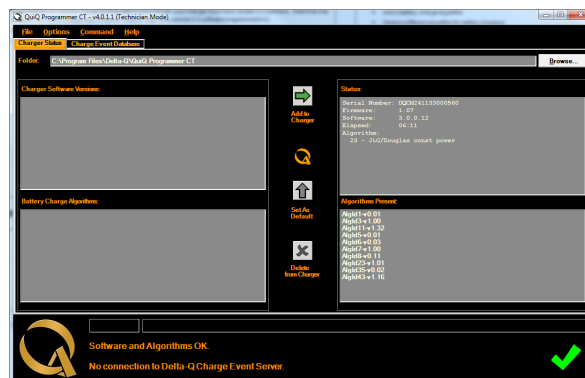 QuiQ Programmer CT - v4.0.1.1 (Technician Mode)
File Options Command Help
Charger Status Charge Event Database
Folder: C:\Program Files\Delta-Q\QuiQ Programmer CT Browse...
Charger Software Versions:
Add to
Charger
Status:
Serial Number: DQCM241133000560
Firmware: 1.07
Software: 3.0.0.12
Elapsed: 06:11
Algorithm:
23 - JLG/Douglas const power
Battery Charge Algorithms:
Set As
Default
Delete
from Charger
Algorithms Present:
AlgId1-v0.01
AlgId3-v1.00
AlgId11-v1.32
AlgId5-v0.01
AlgId6-v0.03
AlgId7-v1.00
AlgId8-v0.11
AlgId23-v1.01
AlgId35-v0.02
AlgId43-v1.16
Software and Algorithms OK.
No connection to Delta-Q Charge Event Server.